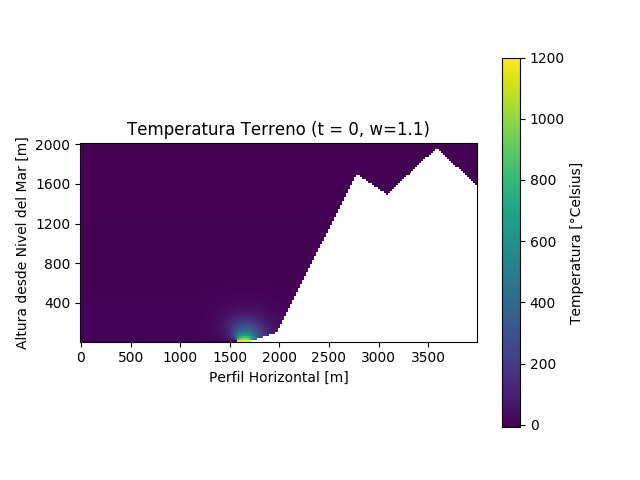 Temperatura Terreno (t = 0, w=1.1)
Altura desde Nivel del Mar [m]
2000
1600
1200
800
400
0 500 1000 1500 2000 2500 3000 3500
Perfil Horizontal [m]
1200
1000
800
600
400
200
0
Temperatura [°Celsius]